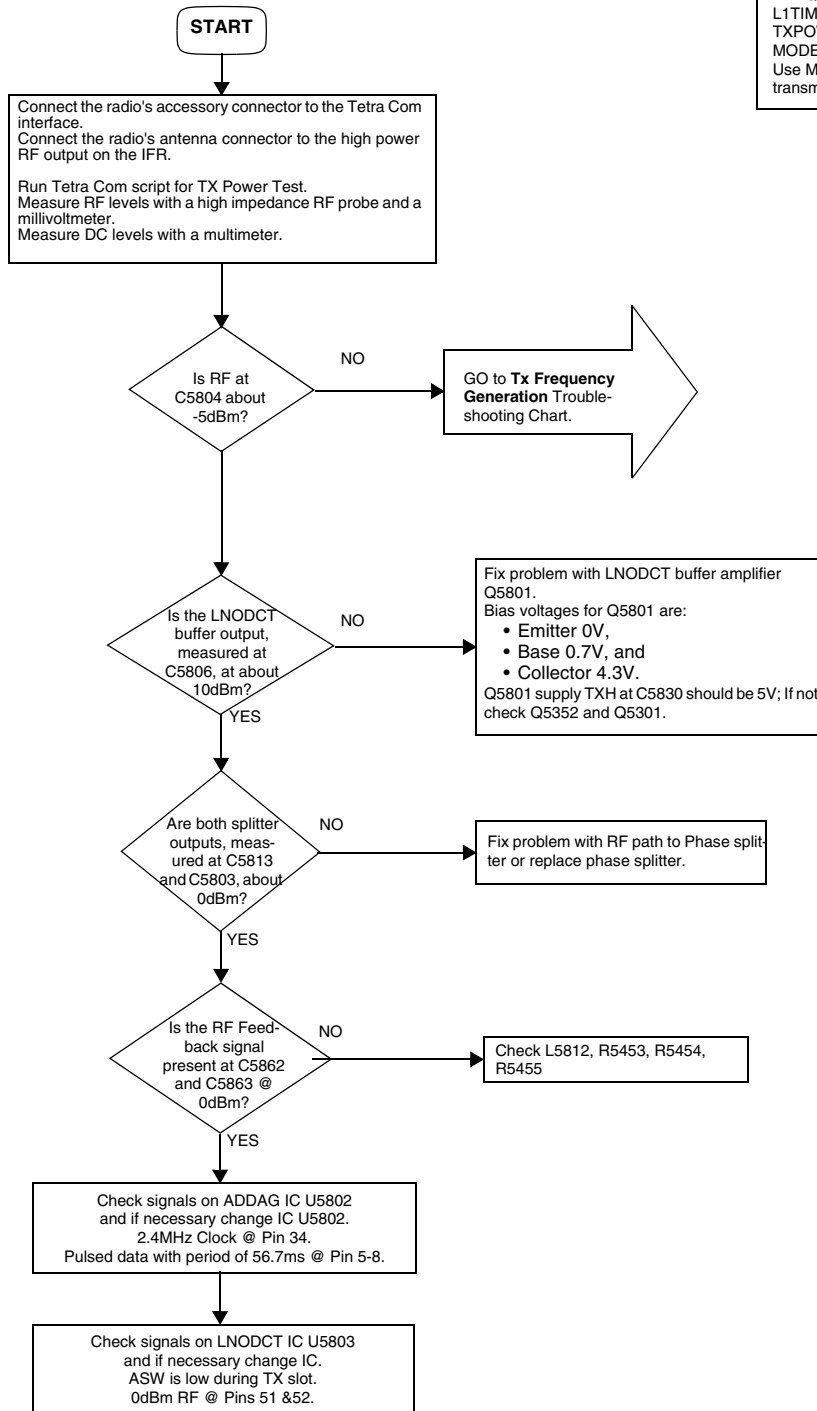 START
L1TIM
TXPO
MODE
Use M
transm
Connect the radio's accessory connector to the Tetra Com
interface.
Connect the radio's antenna connector to the high power
RF output on the IFR.
Run Tetra Com script for TX Power Test.
Measure RF levels with a high impedance RF probe and a
millivoltmeter.
Measure DC levels with a multimeter.
Is RF at
C5804 about
-5dBm?
NO
GO to Tx Frequency
Generation Trouble-
shooting Chart.
Is the LNODCT
buffer output,
measured at
C5806, at about
10dBm?
NO
YES
Fix problem with LNODCT buffer amplifier
Q5801.
Bias voltages for Q5801 are:
• Emitter 0V,
• Base 0.7V, and
• Collector 4.3V.
Q5801 supply TXH at C5830 should be 5V; If not
check Q5352 and Q5301.
Are both splitter
outputs, meas-
ured at C5813
and C5803, about
0dBm?
NO
YES
Fix problem with RF path to Phase split-
ter or replace phase splitter.
Is the RF Feed-
back signal
present at C5862
and C5863 @
0dBm?
NO
YES
Check L5812, R5453, R5454,
R5455
Check signals on ADDAG IC U5802
and if necessary change IC U5802.
2.4MHz Clock @ Pin 34.
Pulsed data with period of 56.7ms @ Pin 5-8.
Check signals on LNODCT IC U5803
and if necessary change IC.
ASW is low during TX slot.
0dBm RF @ Pins 51 &52.